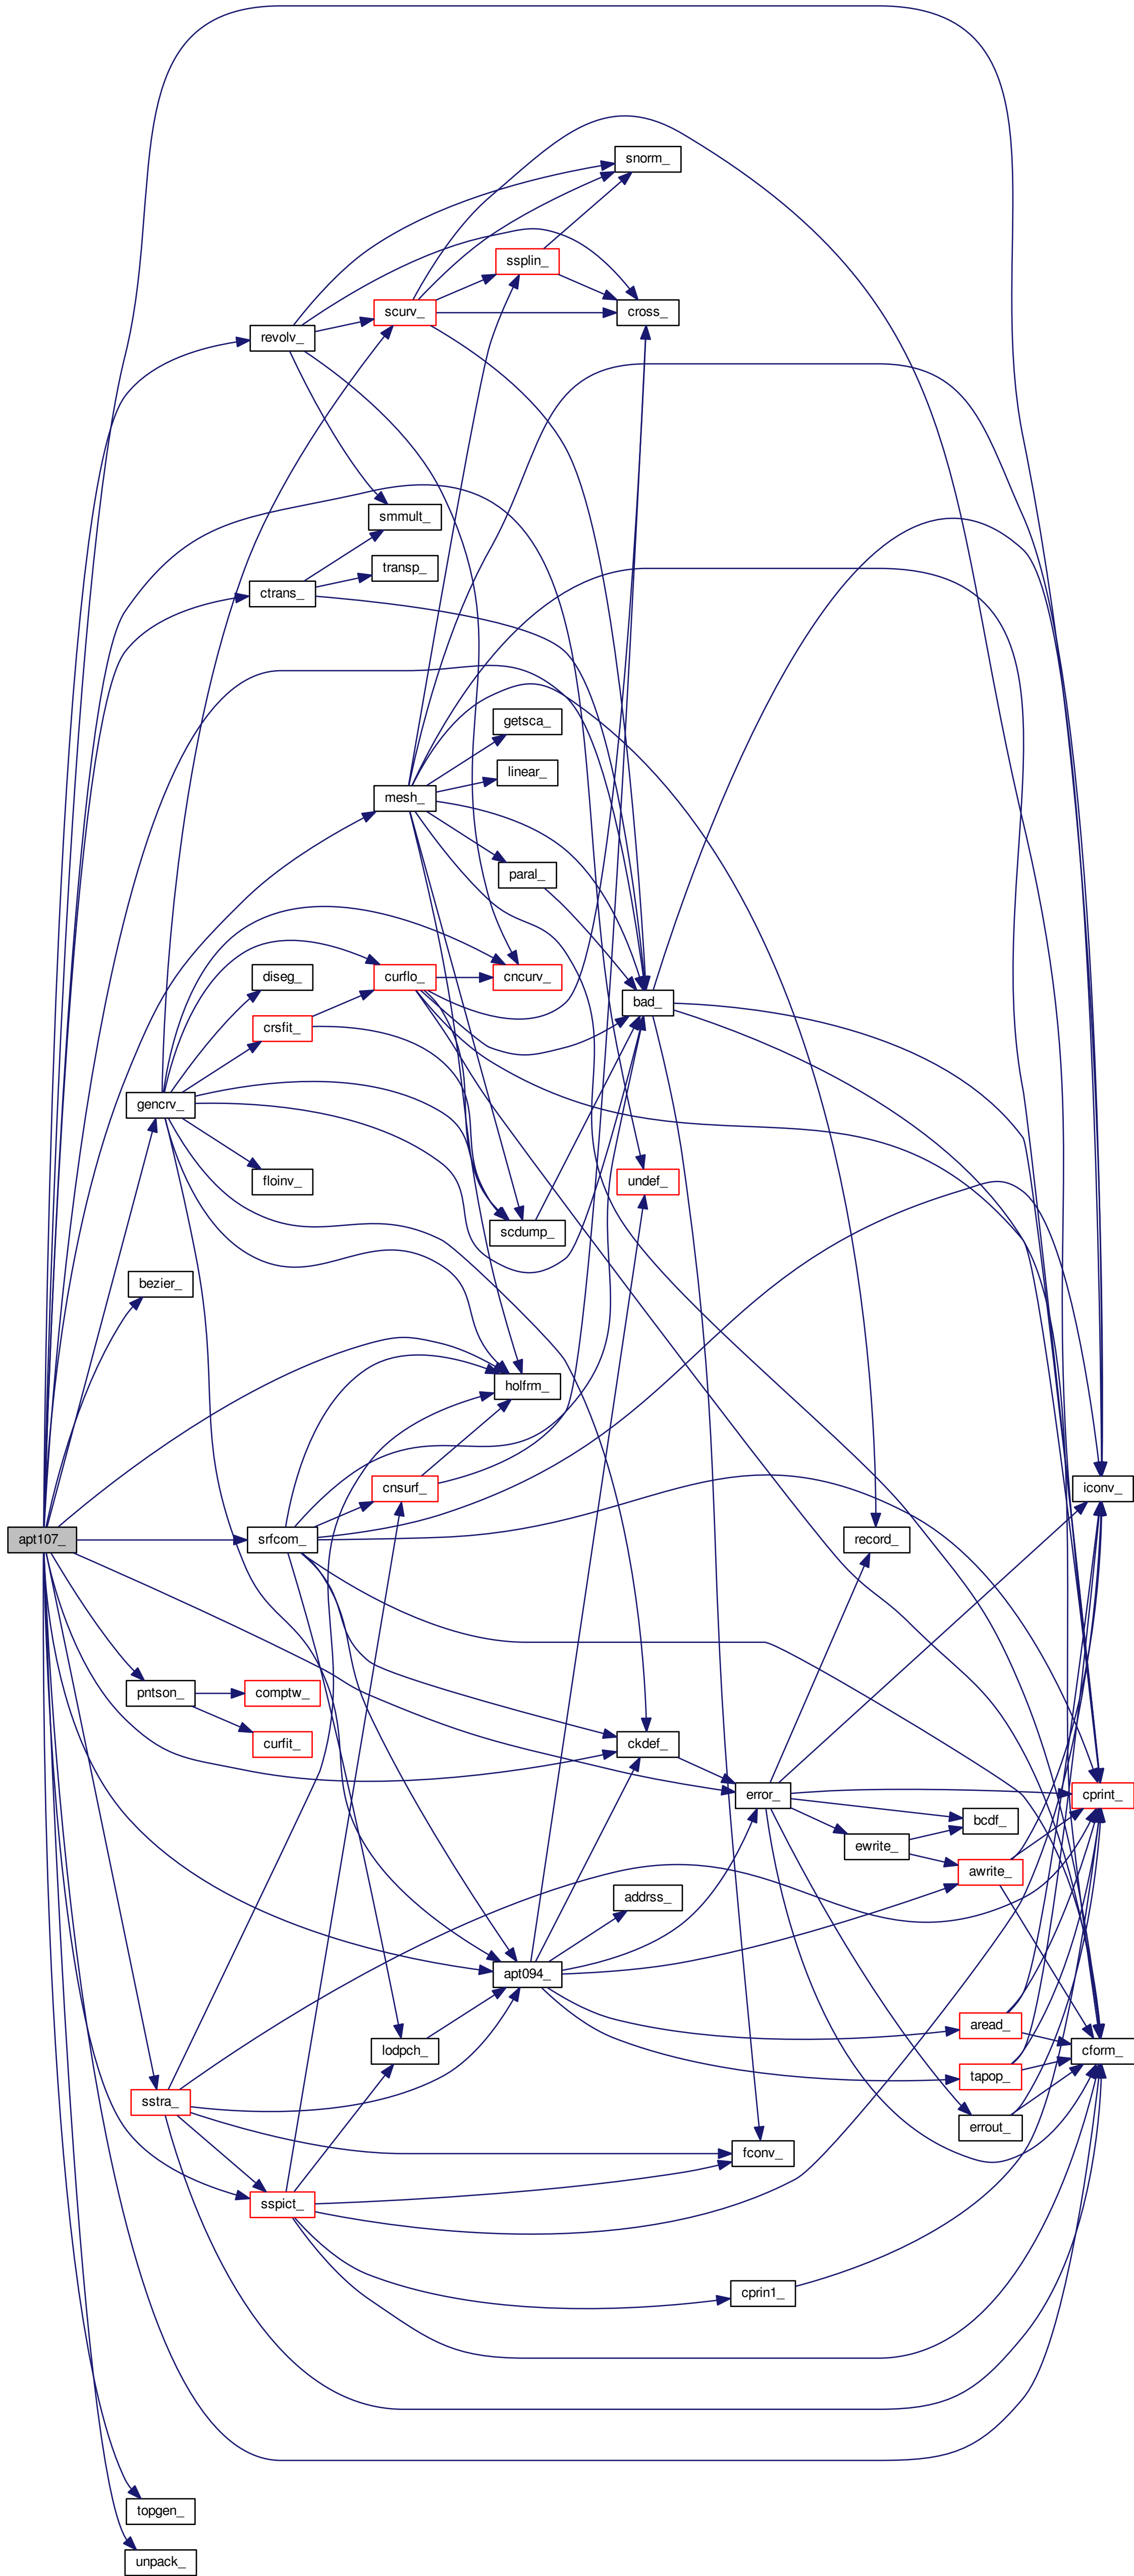 snorm_
ssplin_
scurv_
cross_
revolv_
smmult_
transp_
ctrans_
getsca_
linear_
mesh_
paral_
diseg_
curflo_
cncurv_
bad_
crsfit_
gencrv_
floinv_
undef_
scdump_
bezier_
holfrm_
cnsurf_
iconv_
apt107_
srfcom_
record_
pntson_
comptw_
curfit_
ckdef_
error_
cprint_
bcdf_
ewrite_
awrite_
addrss_
apt094_
aread_
lodpch_
cform_
tapop_
sstra_
errout_
fconv_
sspict_
cprin1_
topgen_
unpack_